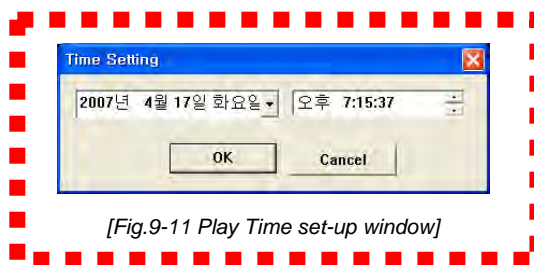 Time Setting
2007년 4월 17일 화요일 오후 7:15:37
OK Cancel
[Fig.9-11 Play Time set-up window]